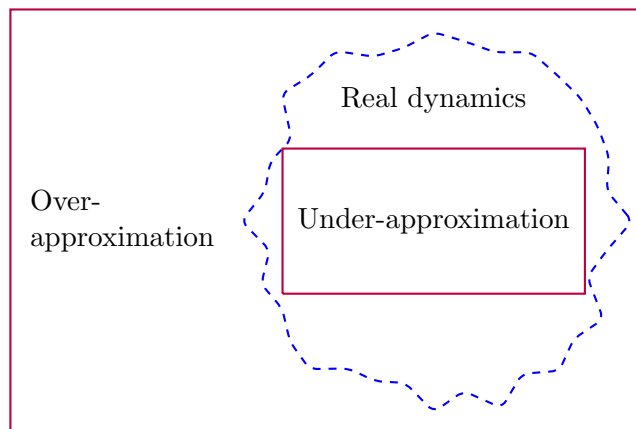 Real dynamics
Over-
approximation
Under-approximation